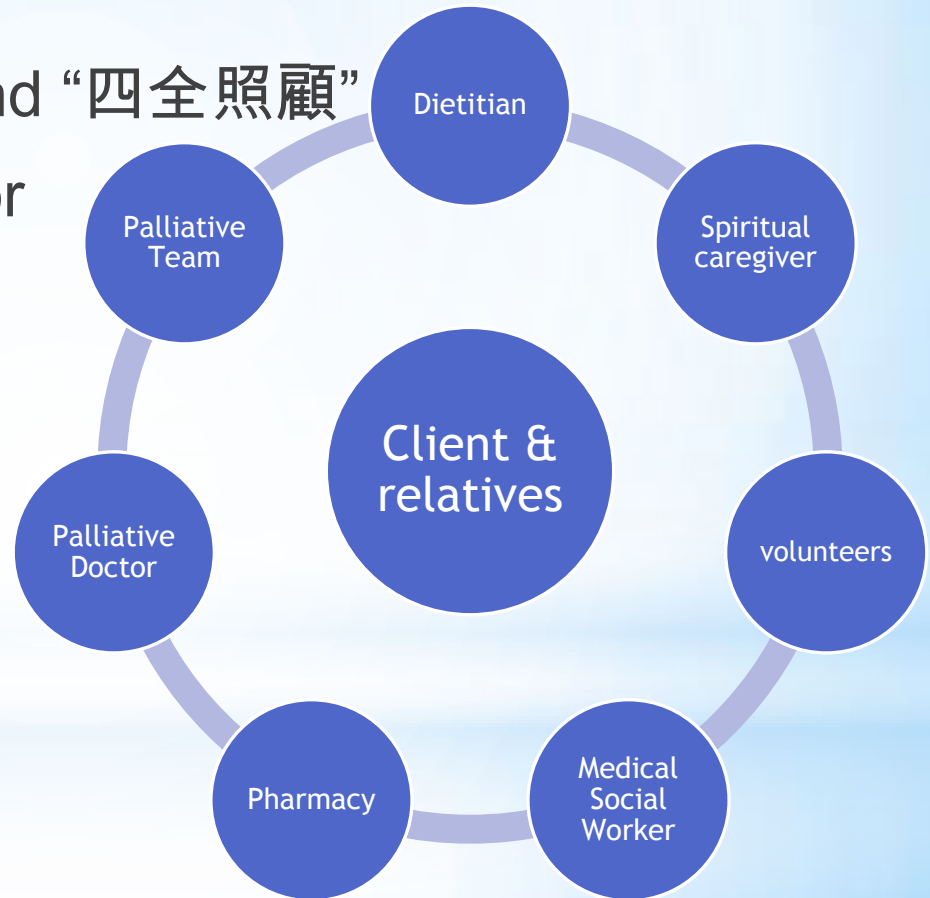 nd “四全照顧”
or
Dietitian
Spiritual
caregiver
volunteers
Medical
Social
Worker
Pharmacy
Palliative
Doctor
Palliative
Team
Client &
relatives